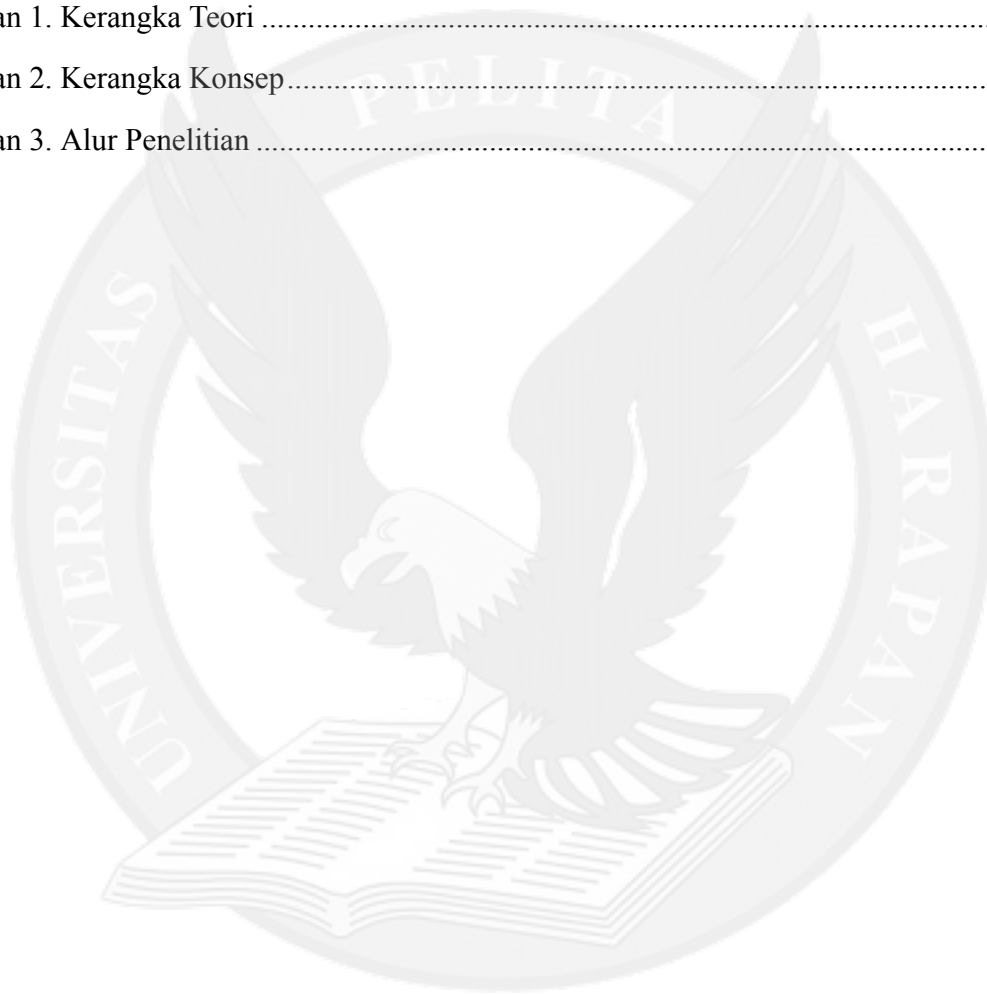 an 1. Kerangka Teori ....................................................................................................
an 2. Kerangka Konsep.................................................................................................
an 3. Alur Penelitian .....................................................................................................
UNIVERSITAS
PELITA
HARAPAN